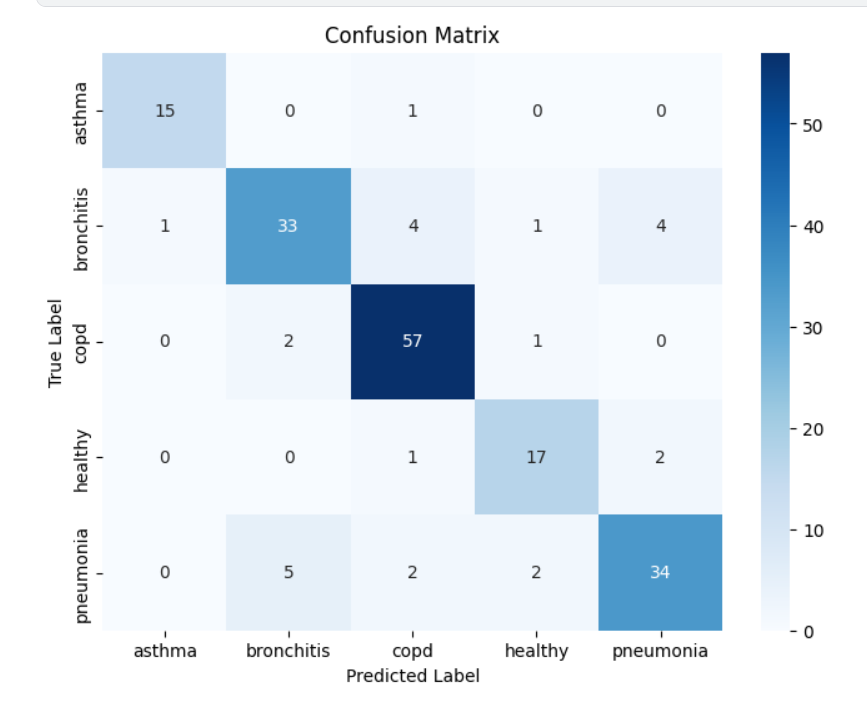 Confusion Matrix
asthma
15 0 1 0 0
bronchitis
1 33 4 1 4
True Label
copd
0 2 57 1 0
healthy
0 0 1 17 2
pneumonia
0 5 2 2 34
asthma bronchitis copd healthy pneumonia
Predicted Label
50
40
30
20
10
0